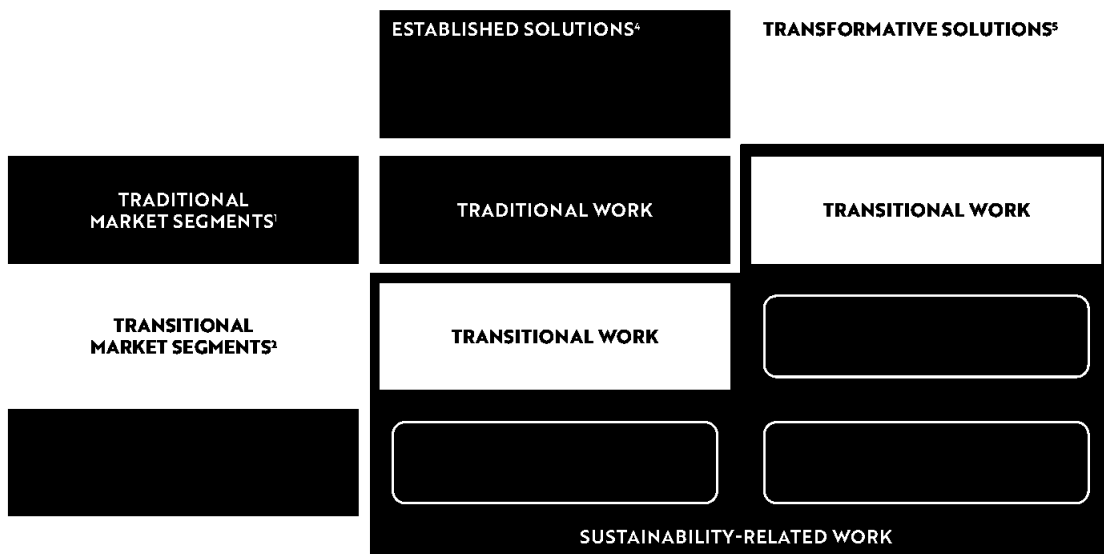 ESTABLISHED SOLUTIONS⁴
TRANSFORMATIVE SOLUTIONS⁵
TRADITIONAL
MARKET SEGMENTS¹
TRADITIONAL WORK
TRANSITIONAL WORK
TRANSITIONAL
MARKET SEGMENTS²
TRANSITIONAL WORK
SUSTAINABILITY-RELATED WORK